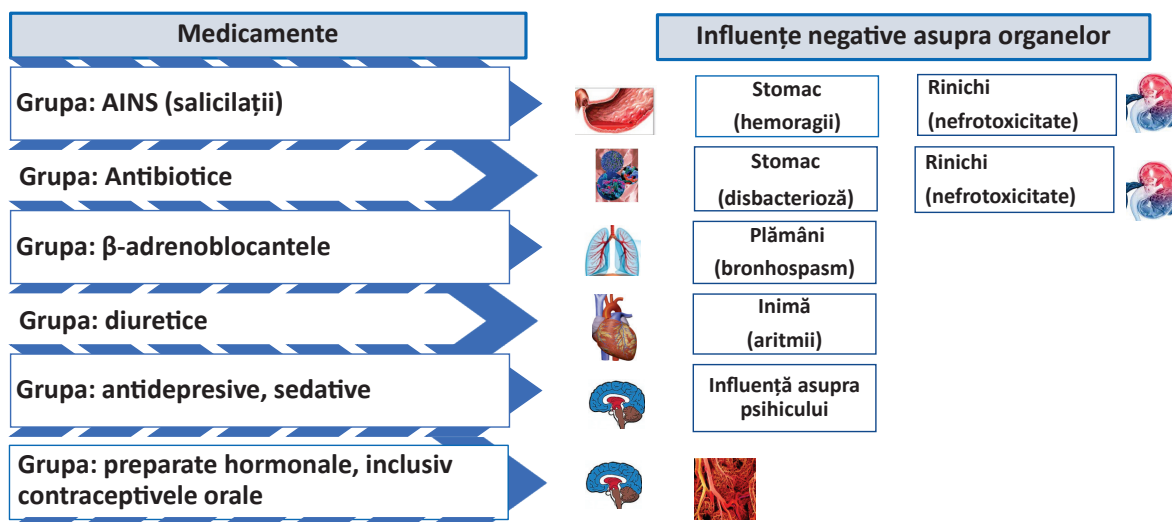 Medicamente
Influențe negative asupra organelor
Grupa: AINS (salicilații)
Stomac
(hemoragii)
Rinichi
(nefrotoxicitate)
Grupa: Antibiotice
Stomac
(disbacterioză)
Rinichi
(nefrotoxicitate)
Grupa: β-adrenoblocantele
Plămâni
(bronhospasm)
Grupa: diuretice
Inimă
(aritmii)
Grupa: antidepresive, sedative
Influență asupra
psihicului
Grupa: preparate hormonale, inclusiv
contraceptivele orale